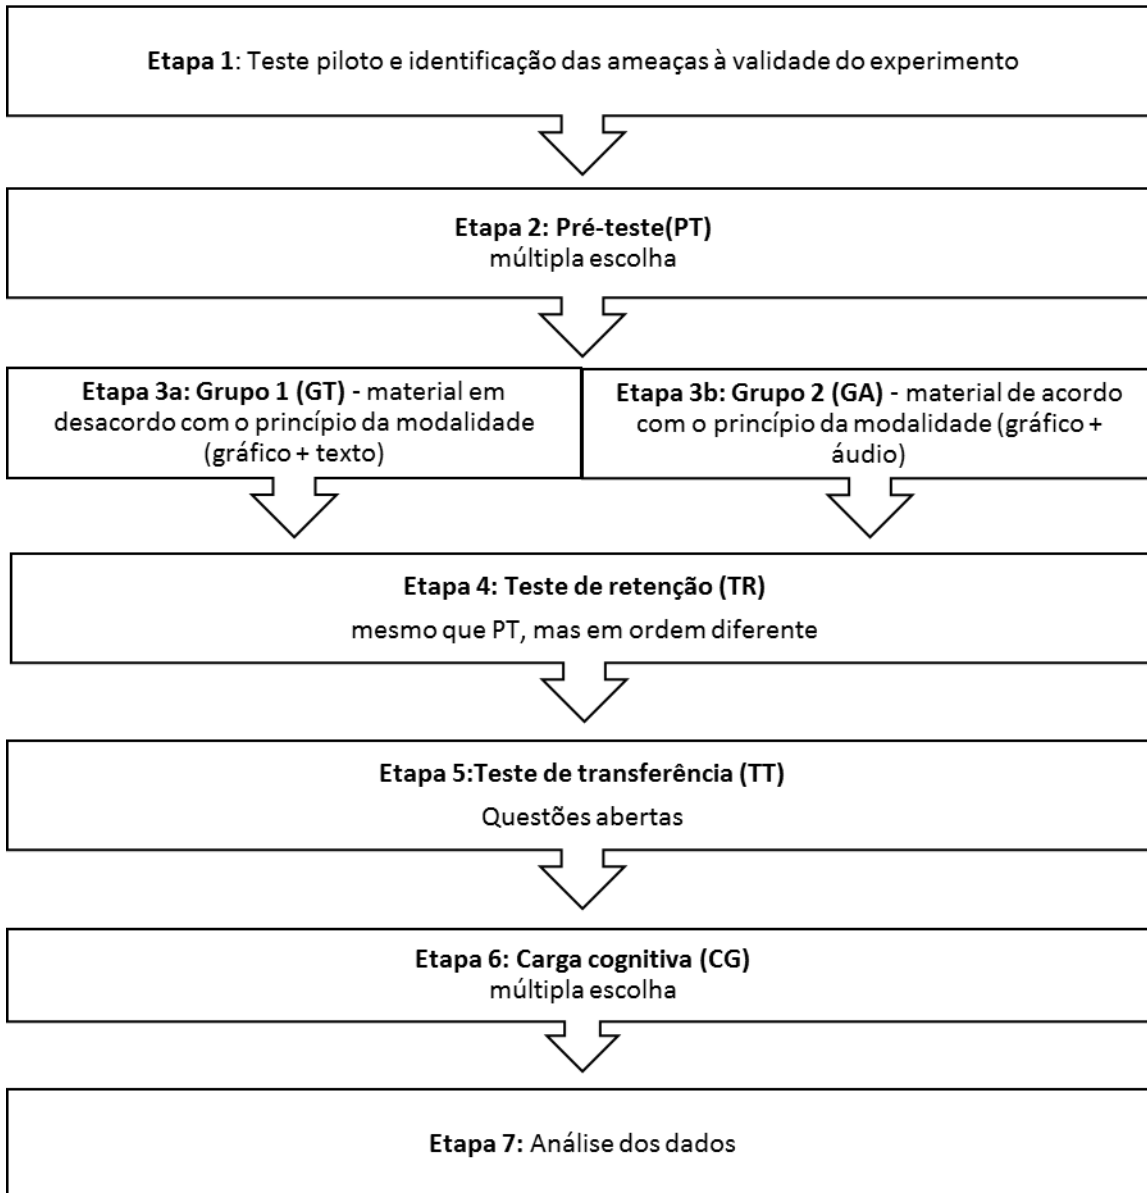 Etapa 1: Teste piloto e identificação das ameaças à validade do experimento
Etapa 2: Pré-teste(PT)
múltipla escolha
Etapa 3a: Grupo 1 (GT) - material em
desacordo com o princípio da modalidade
(gráfico + texto)
Etapa 3b: Grupo 2 (GA) - material de acordo
com o princípio da modalidade (gráfico +
áudio)
Etapa 4: Teste de retenção (TR)
mesmo que PT, mas em ordem diferente
Etapa 5:Teste de transferência (TT)
Questões abertas
Etapa 6: Carga cognitiva (CG)
múltipla escolha
Etapa 7: Análise dos dados